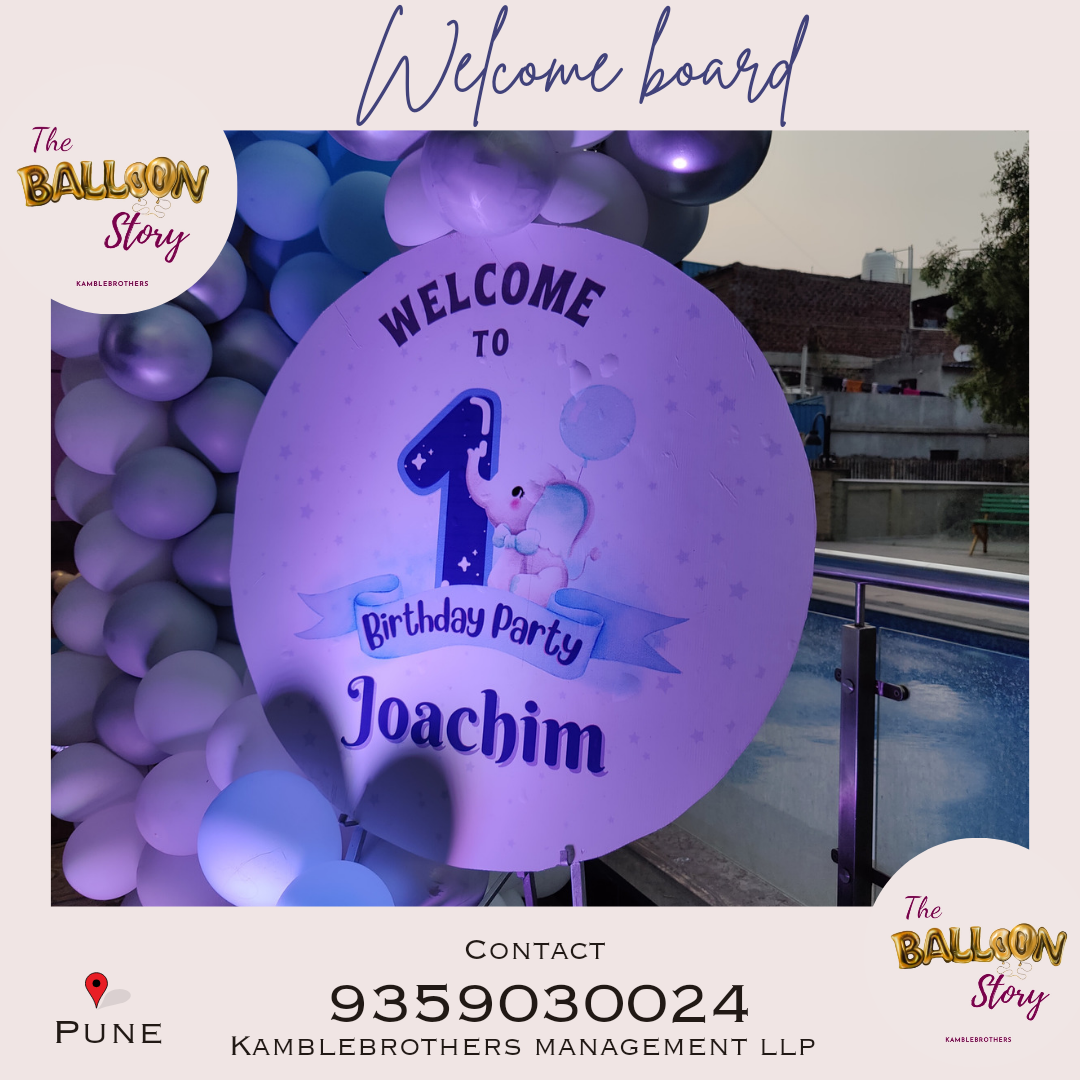 Welcome board
The
BALLOON
Story
KAMBLEBROTHERS
WELCOME
TO
1
Birthday Party
Joachim
Contact
9359030024
Kamblebrothers management llp
Pune
The
BALLOON
Story
KAMBLEBROTHERS